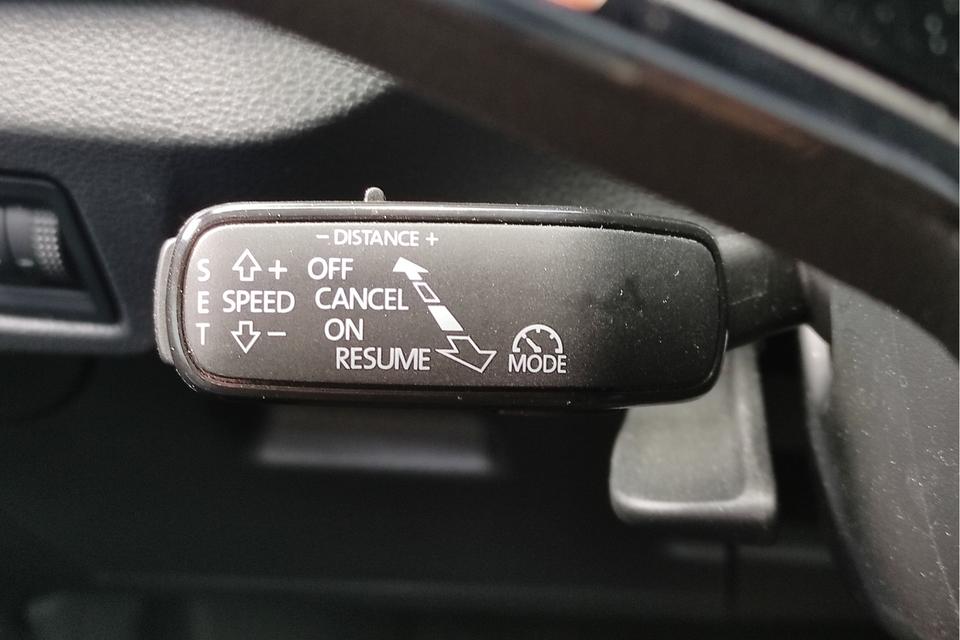 - DISTANCE +
S E T
+ OFF
SPEED CANCEL
- ON
RESUME
MODE